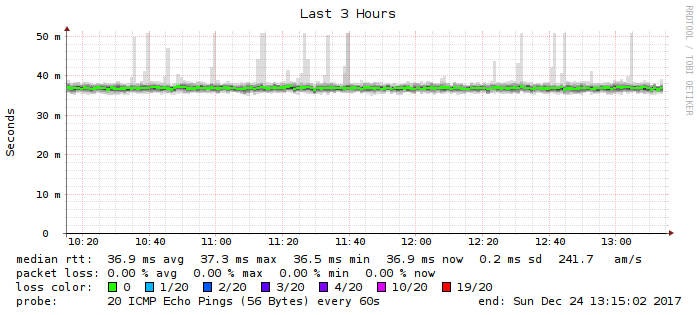 Last 3 Hours
RRDTOOL / TOBI OETIKER
Seconds
50 m
40 m
30 m
20 m
10 m
0
10:20 10:40 11:00 11:20 11:40 12:00 12:20 12:40 13:00
median rtt: 36.9 ms avg 37.3 ms max 36.5 ms min 36.9 ms now 0.2 ms sd 241.7 am/s
packet loss: 0.00 % avg 0.00 % max 0.00 % min 0.00 % now
loss color: 0 1/20 2/20 3/20 4/20 10/20 19/20
probe: 20 ICMP Echo Pings (56 Bytes) every 60s end: Sun Dec 24 13:15:02 2017